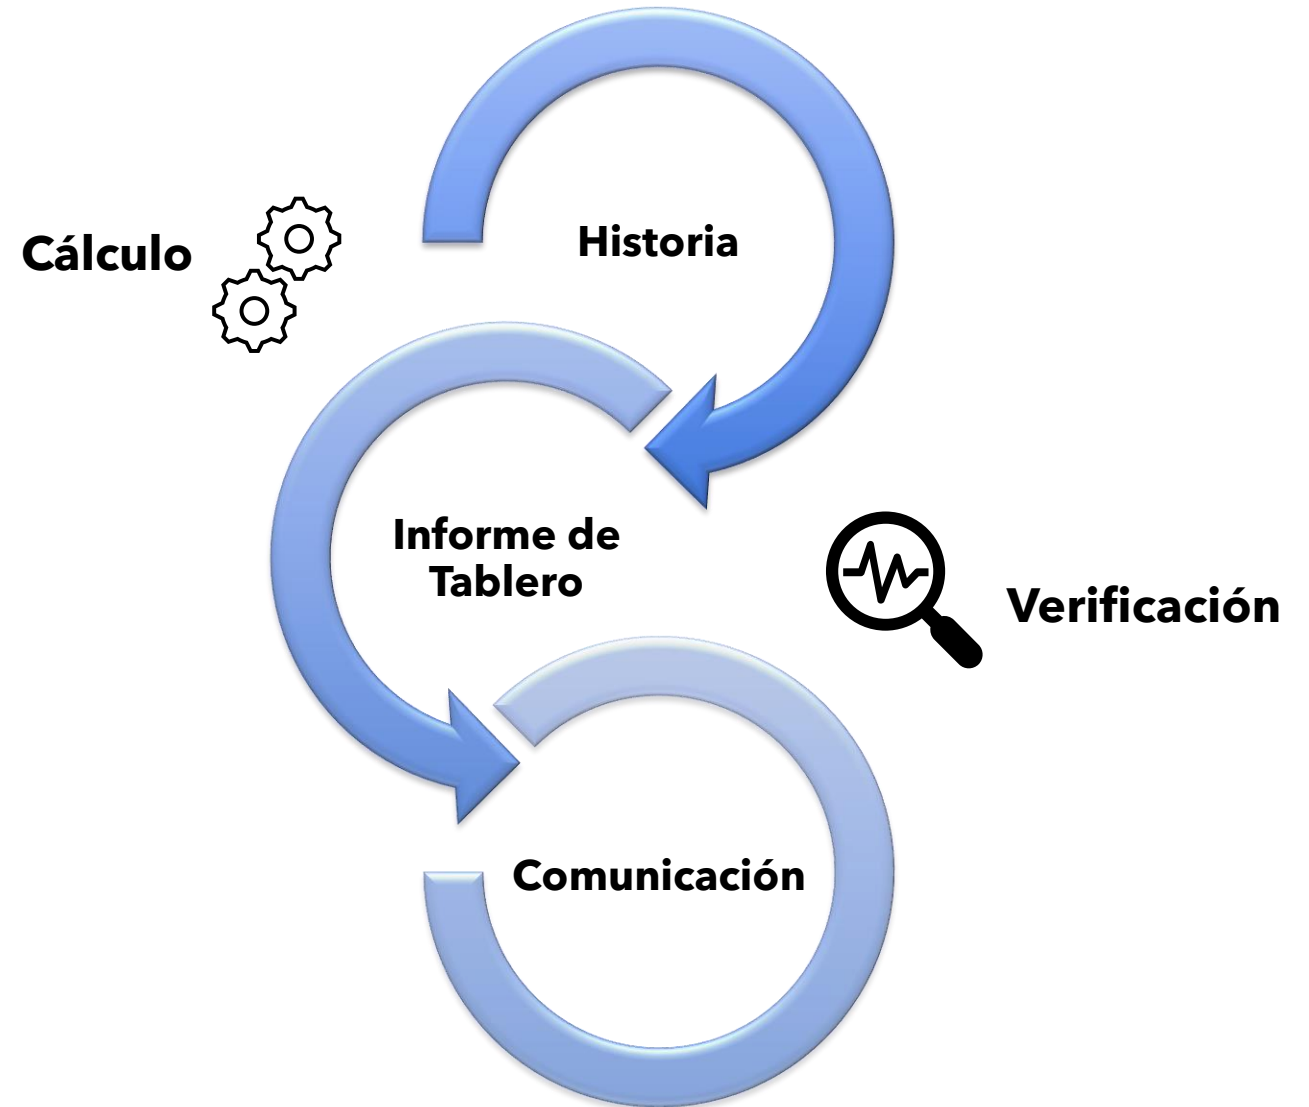 Historia
Cálculo
Informe de
Tablero
Verificación
Comunicación